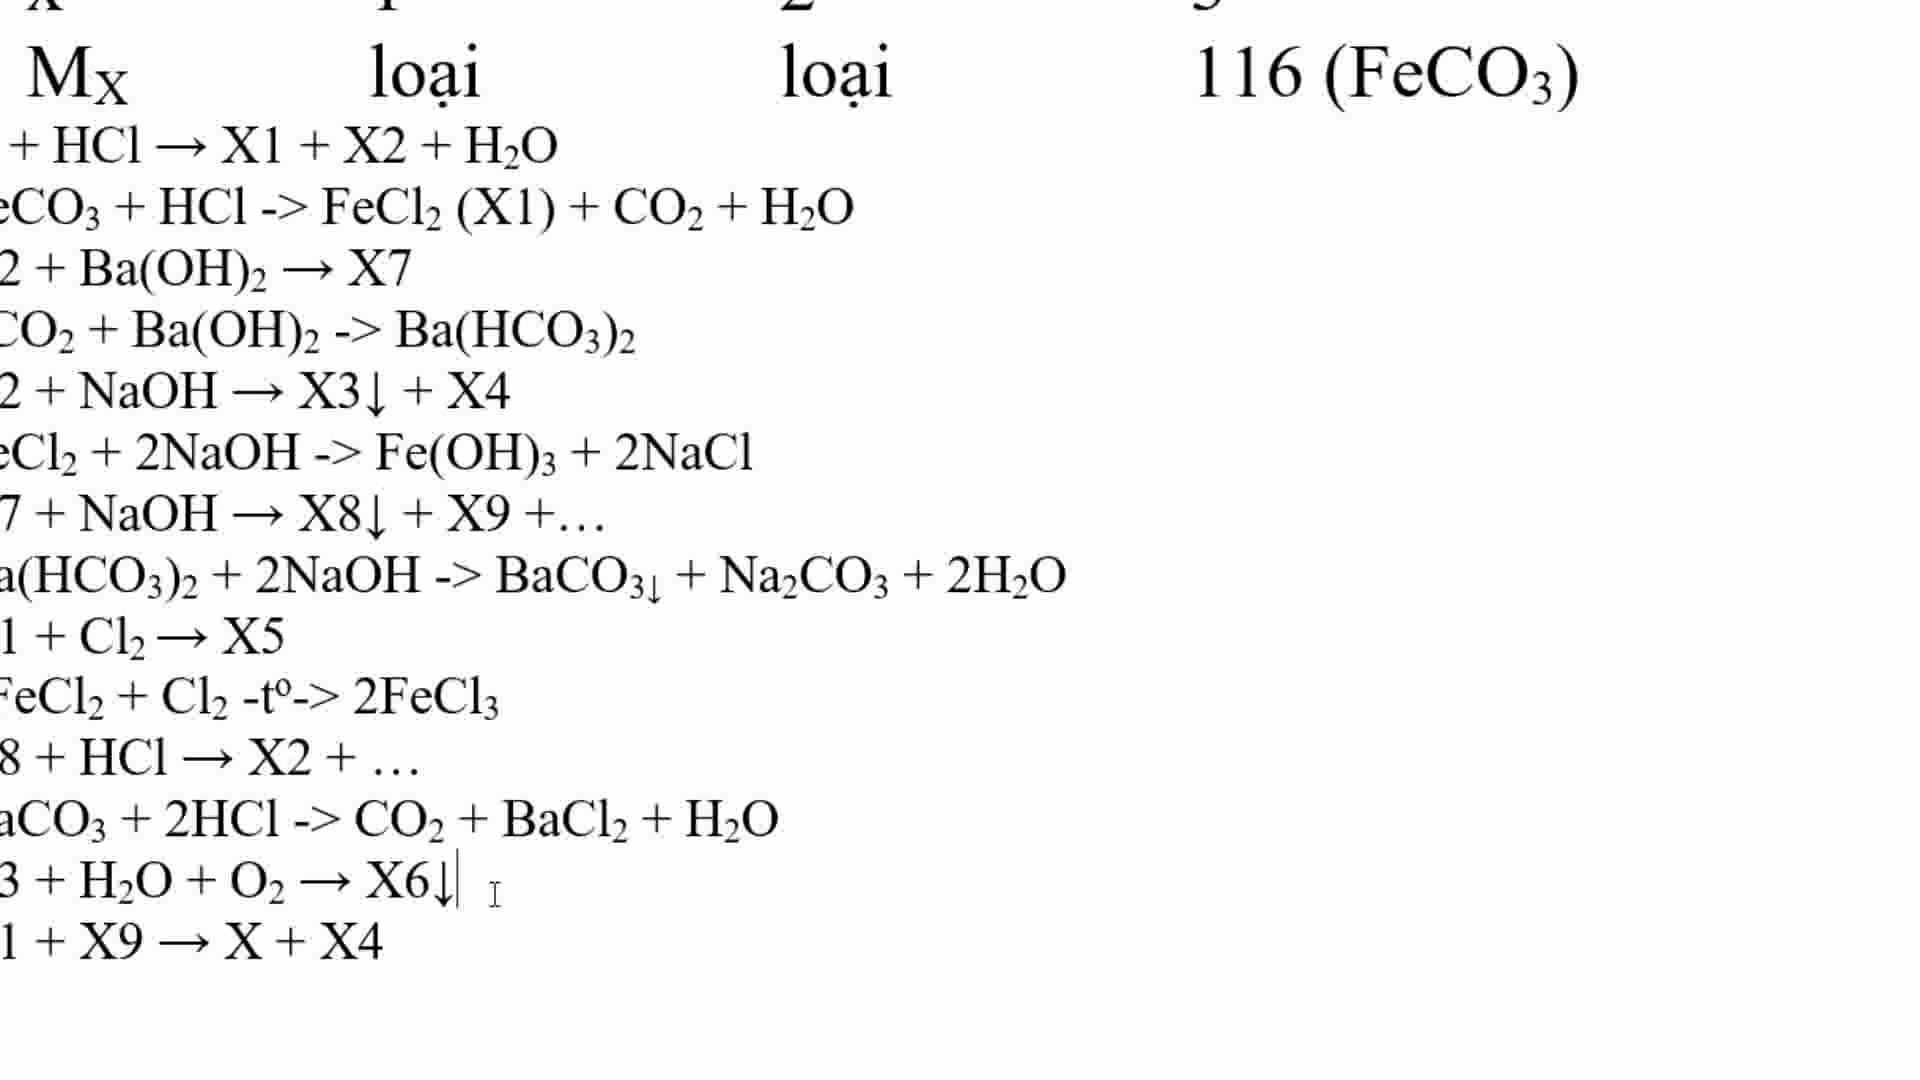 M_X loại loại 116 (FeCO₃)
+ HCl → X1 + X2 + H₂O
eCO₃ + HCl -> FeCl₂ (X1) + CO₂ + H₂O
2 + Ba(OH)₂ → X7
CO₂ + Ba(OH)₂ -> Ba(HCO₃)₂
2 + NaOH → X3↓ + X4
eCl₂ + 2NaOH -> Fe(OH)₃ + 2NaCl
7 + NaOH → X8↓ + X9 +…
a(HCO₃)₂ + 2NaOH -> BaCO₃↓ + Na₂CO₃ + 2H₂O
1 + Cl₂ → X5
FeCl₂ + Cl₂ -tº-> 2FeCl₃
8 + HCl → X2 + …
aCO₃ + 2HCl -> CO₂ + BaCl₂ + H₂O
3 + H₂O + O₂ → X6↓
1 + X9 → X + X4